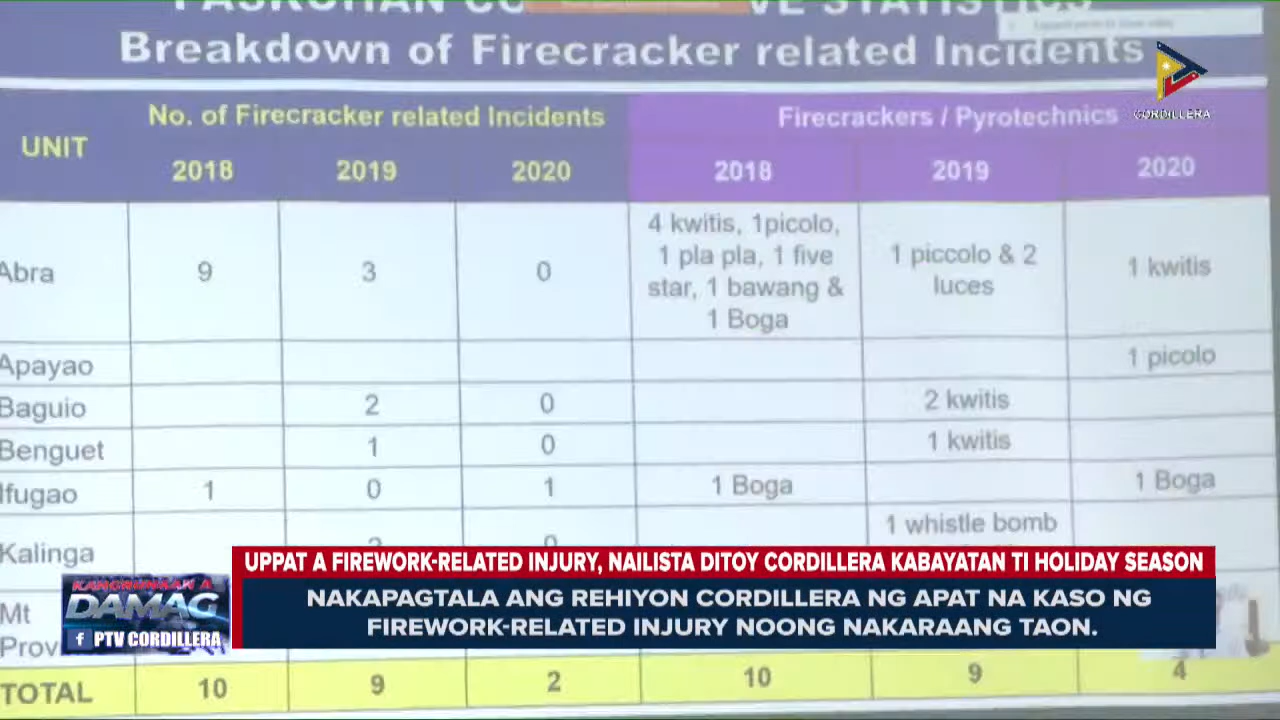 Breakdown of Firecracker related Incidents
CORDILLERA
UNIT
No. of Firecracker related Incidents
Firecrackers / Pyrotechnics
2018 2019 2020 2018 2019 2020
Abra 9 3 0 4 kwitis, 1picolo, 1 pla pla, 1 five star, 1 bawang & 1 Boga 1 piccolo & 2 luces 1 kwitis
Apayao 1 picolo
Baguio 2 0 2 kwitis
Benguet 1 0 1 kwitis
Ifugao 1 0 1 1 Boga 1 Boga
Kalinga 1 whistle bomb
Mt
TOTAL 10 9 2 10 9 4
UPPAT A FIREWORK-RELATED INJURY, NAILISTA DITOY CORDILLERA KABAYATAN TI HOLIDAY SEASON
NAKAPAGTALA ANG REHIYON CORDILLERA NG APAT NA KASO NG
FIREWORK-RELATED INJURY NOONG NAKARAANG TAON.
KANGRUNAAN A
DAMAG
f PTV CORDILLERA